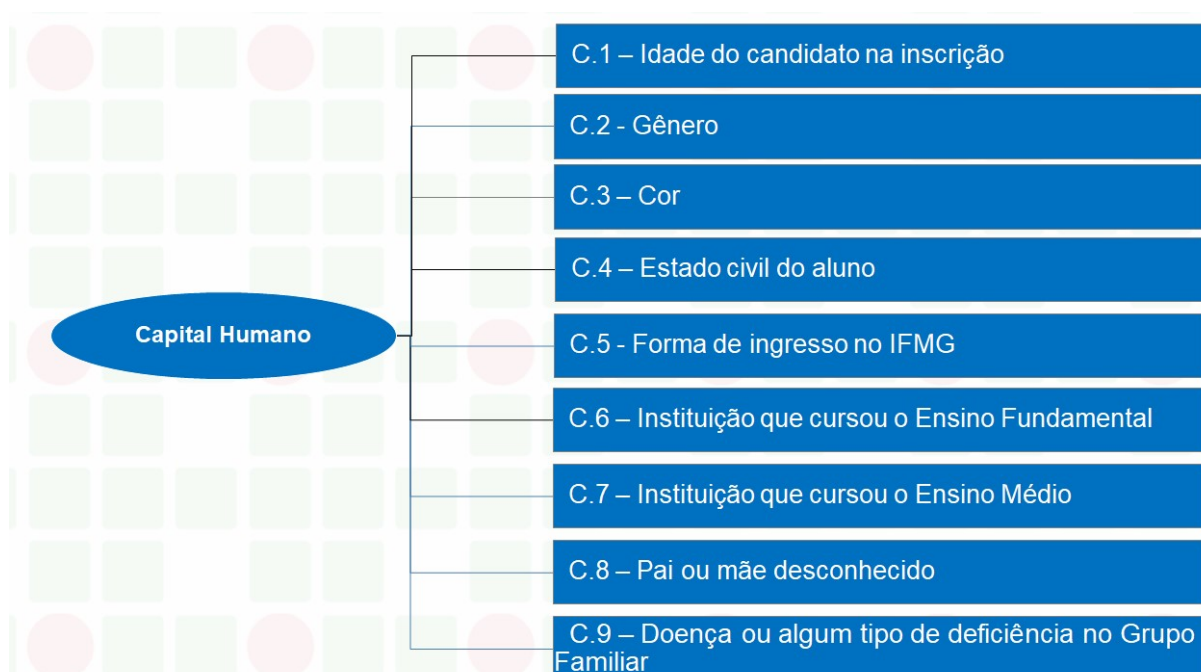 C.1 – Idade do candidato na inscrição
C.2 - Gênero
C.3 – Cor
C.4 – Estado civil do aluno
Capital Humano
C.5 - Forma de ingresso no IFMG
C.6 – Instituição que cursou o Ensino Fundamental
C.7 – Instituição que cursou o Ensino Médio
C.8 – Pai ou mãe desconhecido
C.9 – Doença ou algum tipo de deficiência no Grupo
Familiar